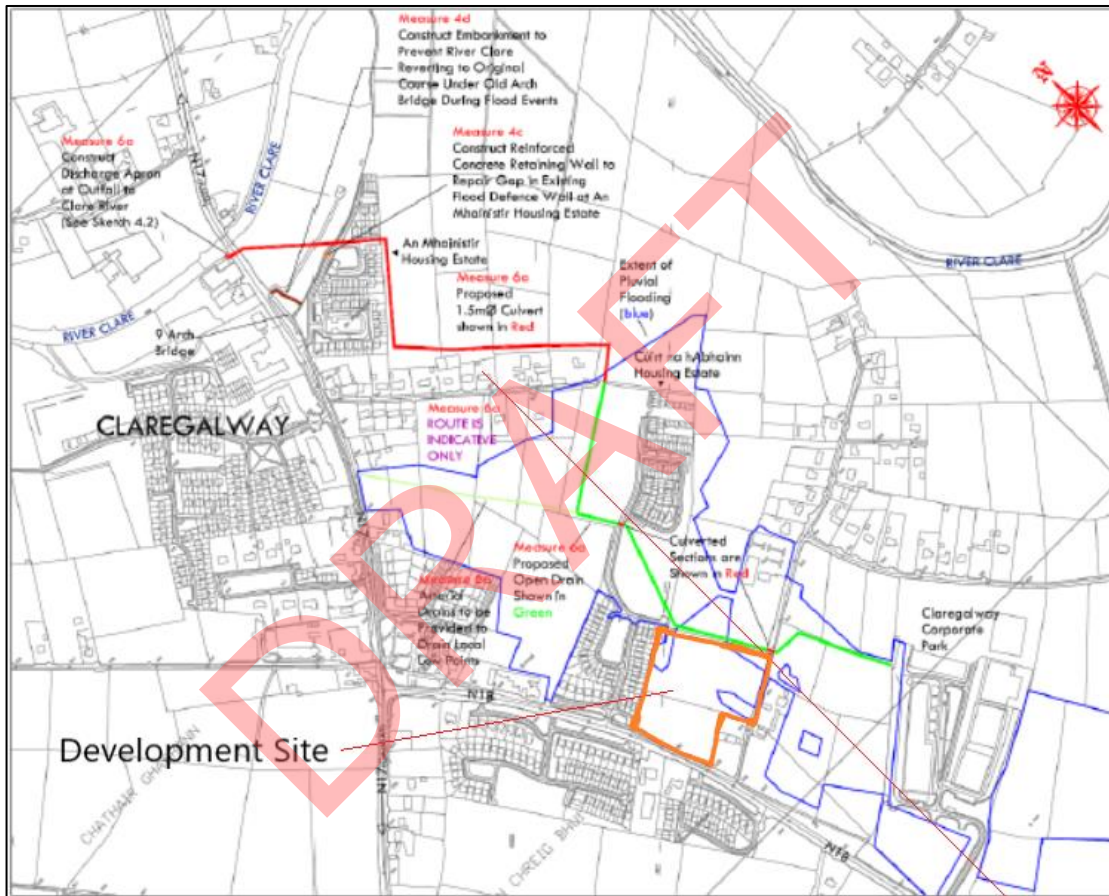 Measure 4d
Construct Embankment to
Prevent River Clare
Reverting to Original
Course Under Old Arch
Bridge During Flood Events
Measure 6a
Construct
Discharge Apron
at Outfall to
Clare River
(See Sketch 4.2)
N17
RIVER CLARE
Measure 4c
Construct Reinforced
Concrete Retaining Wall to
Repair Gap in Existing
Flood Defence Wall at An
Mhainistir Housing Estate
An Mhainistir
Housing Estate
Measure 6a
Proposed
1.5mØ Culvert
shown in Red
Extent of
Pluvial
Flooding
(blue)
RIVER CLARE
RIVER CLARE
9 Arch
Bridge
Cúirt na hAbhainn
Housing Estate
CLAREGALWAY
Measure 6a
ROUTE IS
INDICATIVE
ONLY
Measure 6a
Proposed
Open Drain
Shown in
Green
Culverted
Sections are
Shown in Red
Drains to be
Provided to
Drain Local
Low Points
Claregalway
Corporate
Park
N18
Development Site
N17
N18
DRAFT